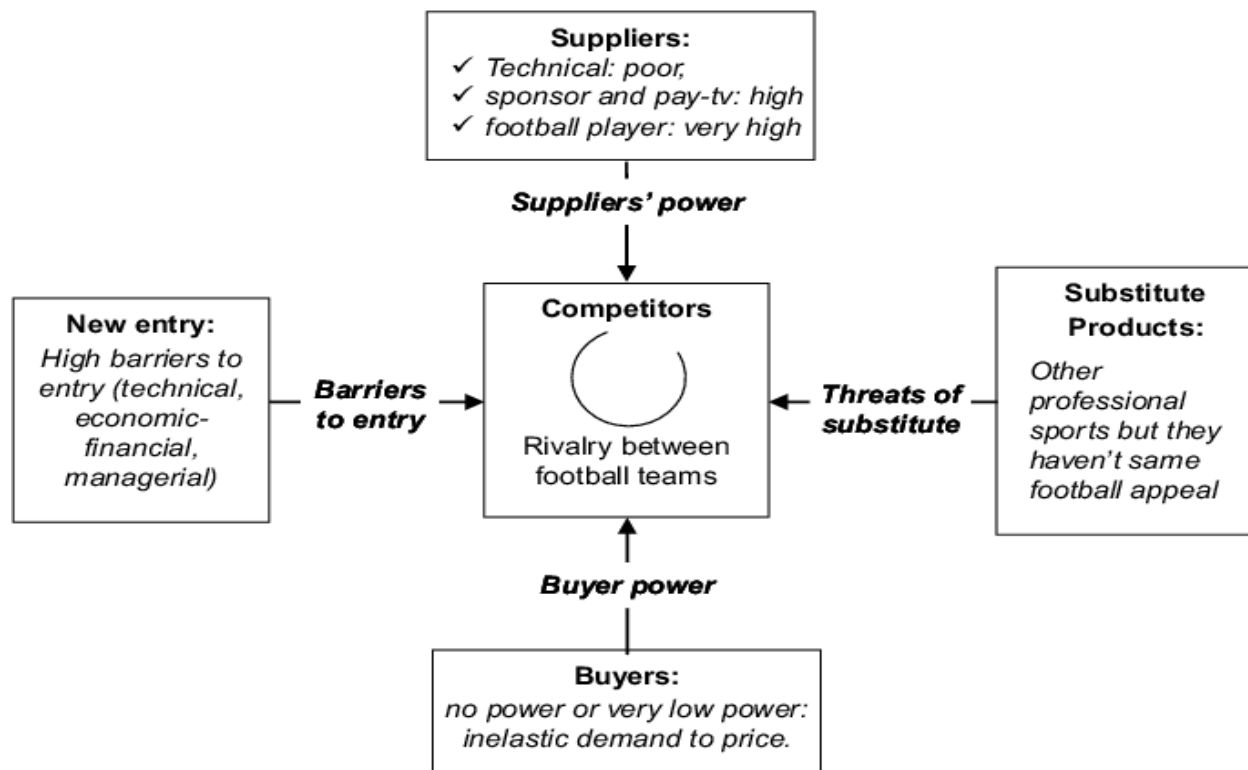 Suppliers:
✓ Technical: poor,
✓ sponsor and pay-tv: high
✓ football player: very high
Suppliers' power
New entry:
High barriers to
entry (technical,
economic-
financial,
managerial)
Barriers
to entry
Competitors
Rivalry between
football teams
Threats of
substitute
Substitute
Products:
Other
professional
sports but they
haven't same
football appeal
Buyer power
Buyers:
no power or very low power:
inelastic demand to price.